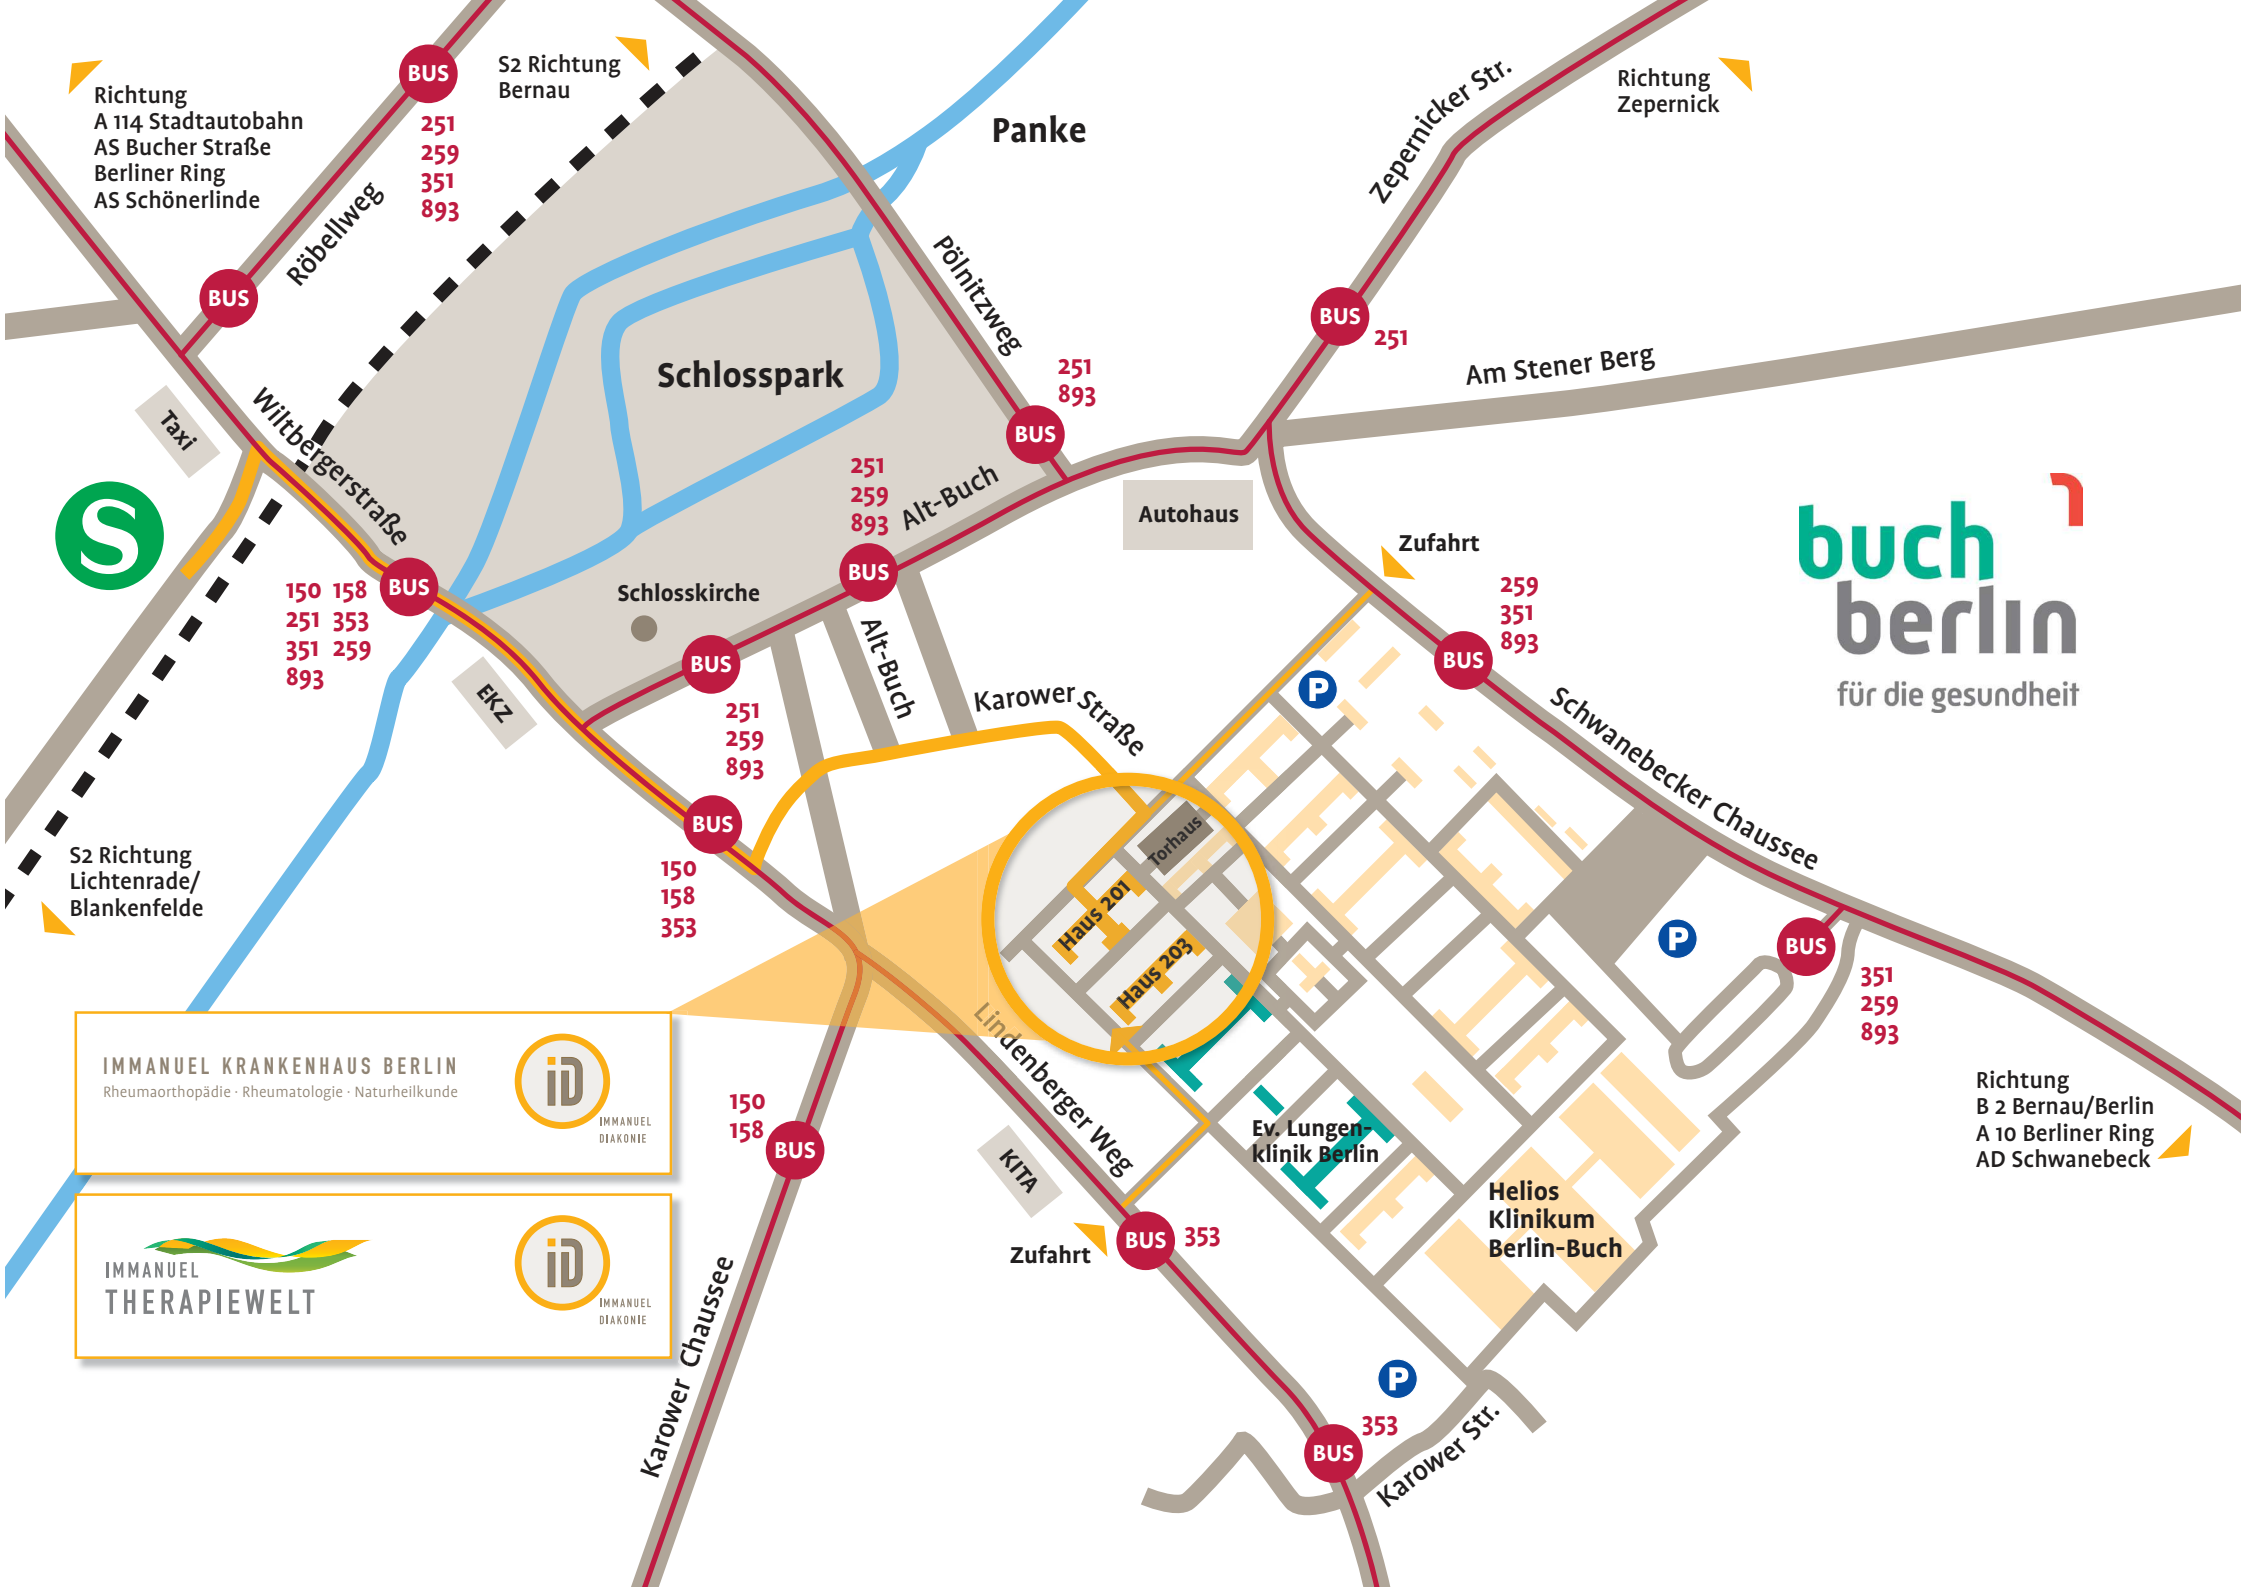 Richtung
A 114 Stadtautobahn
AS Bucher Straße
Berliner Ring
AS Schönerlinde
BUS
251
259
351
893
S2 Richtung
Bernau
Röbellweg
BUS
Panke
Zepernicker Str.
Richtung
Zepernick
Pölnitzweg
BUS
251
Am Stener Berg
Schlosspark
251
893
BUS
Taxi
Wiltbergerstraße
S
251
259
893
Alt-Buch
BUS
Autohaus
Zufahrt
buch
berlin
für die gesundheit
BUS
150 158
251 353
351 259
893
Schlosskirche
BUS
Alt-Buch
EKZ
251
259
893
Karower Straße
P
259
351
893
BUS
Schwanebecker Chaussee
BUS
150
158
353
Torhaus
Haus 201
Haus 203
S2 Richtung
Lichtenrade/
Blankenfelde
P
BUS
351
259
893
Lindenberger Weg
IMMANUEL KRANKENHAUS BERLIN
Rheumaorthopädie · Rheumatologie · Naturheilkunde
iD
IMMANUEL
DIAKONIE
150
158
BUS
KITA
Ev. Lungen-
klinik Berlin
Richtung
B 2 Bernau/Berlin
A 10 Berliner Ring
AD Schwanebeck
Helios
Klinikum
Berlin-Buch
Zufahrt
BUS
353
IMMANUEL
THERAPIEWELT
iD
IMMANUEL
DIAKONIE
Karower Chaussee
P
353
BUS
Karower Str.